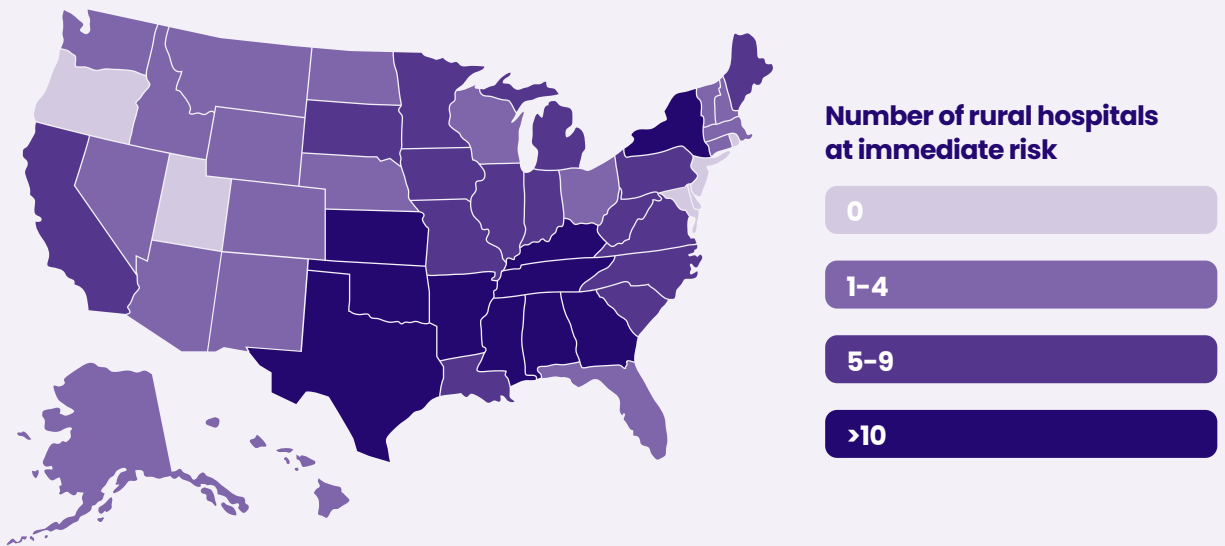 Number of rural hospitals
at immediate risk
0
1-4
5-9
>10